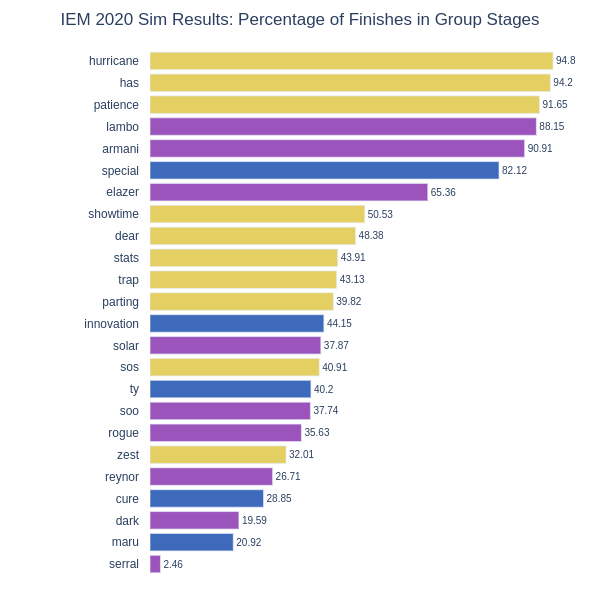 IEM 2020 Sim Results: Percentage of Finishes in Group Stages
hurricane 94.8
has 94.2
patience 91.65
lambo 88.15
armani 90.91
special 82.12
elazer 65.36
showtime 50.53
dear 48.38
stats 43.91
trap 43.13
parting 39.82
innovation 44.15
solar 37.87
sos 40.91
ty 40.2
soo 37.74
rogue 35.63
zest 32.01
reynor 26.71
cure 28.85
dark 19.59
maru 20.92
serral 2.46